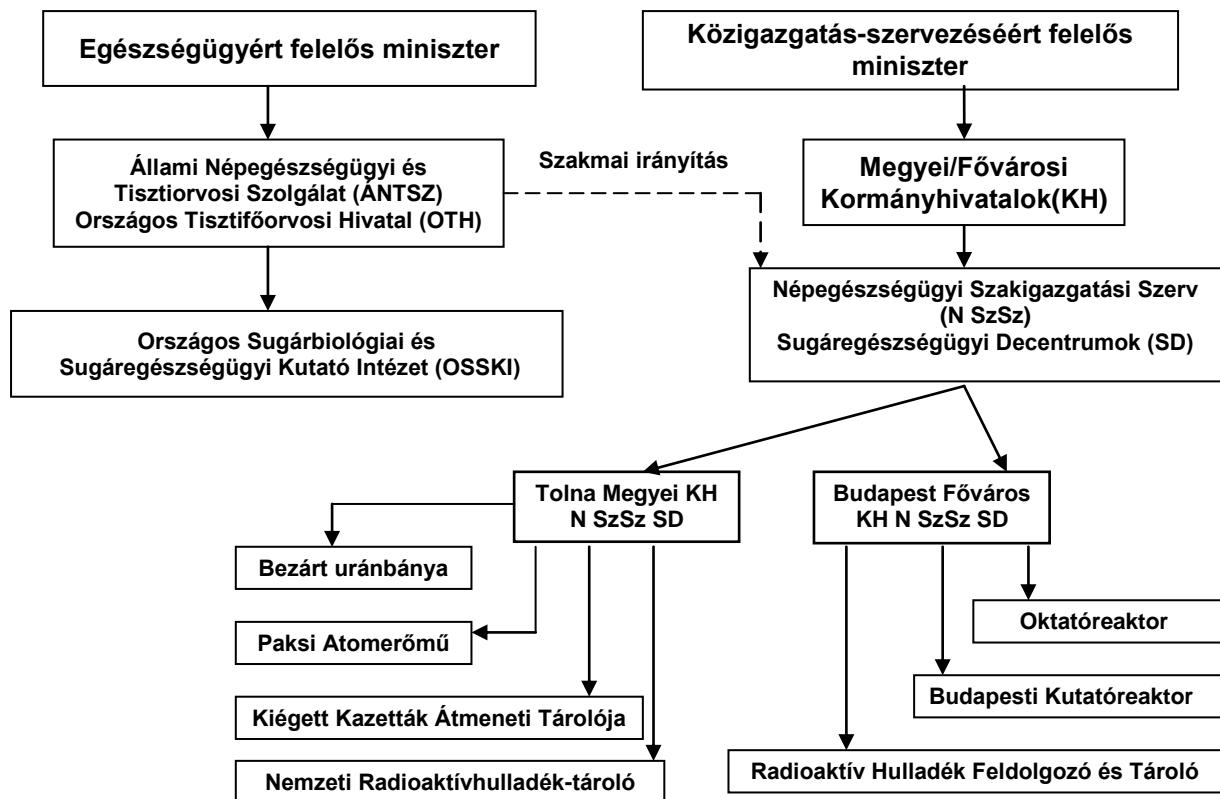 Egészségügyért felelős miniszter
Közigazgatás-szervezéséért felelős
miniszter
Állami Népegészségügyi és
Tisztiorvosi Szolgálat (ÁNTSZ)
Országos Tisztifőorvosi Hivatal (OTH)
Szakmai irányítás
Megyei/Fővárosi
Kormányhivatalok(KH)
Országos Sugárbiológiai és
Sugáregészségügyi Kutató Intézet (OSSKI)
Népegészségügyi Szakigazgatási Szerv
(N SzSz)
Sugáregészségügyi Decentrumok (SD)
Tolna Megyei KH
N SzSz SD
Budapest Főváros
KH N SzSz SD
Bezárt uránbánya
Paksi Atomerőmű
Kiégett Kazetták Átmeneti Tárolója
Nemzeti Radioaktívhulladék-tároló
Oktatóreaktor
Budapesti Kutatóreaktor
Radioaktív Hulladék Feldolgozó és Tároló